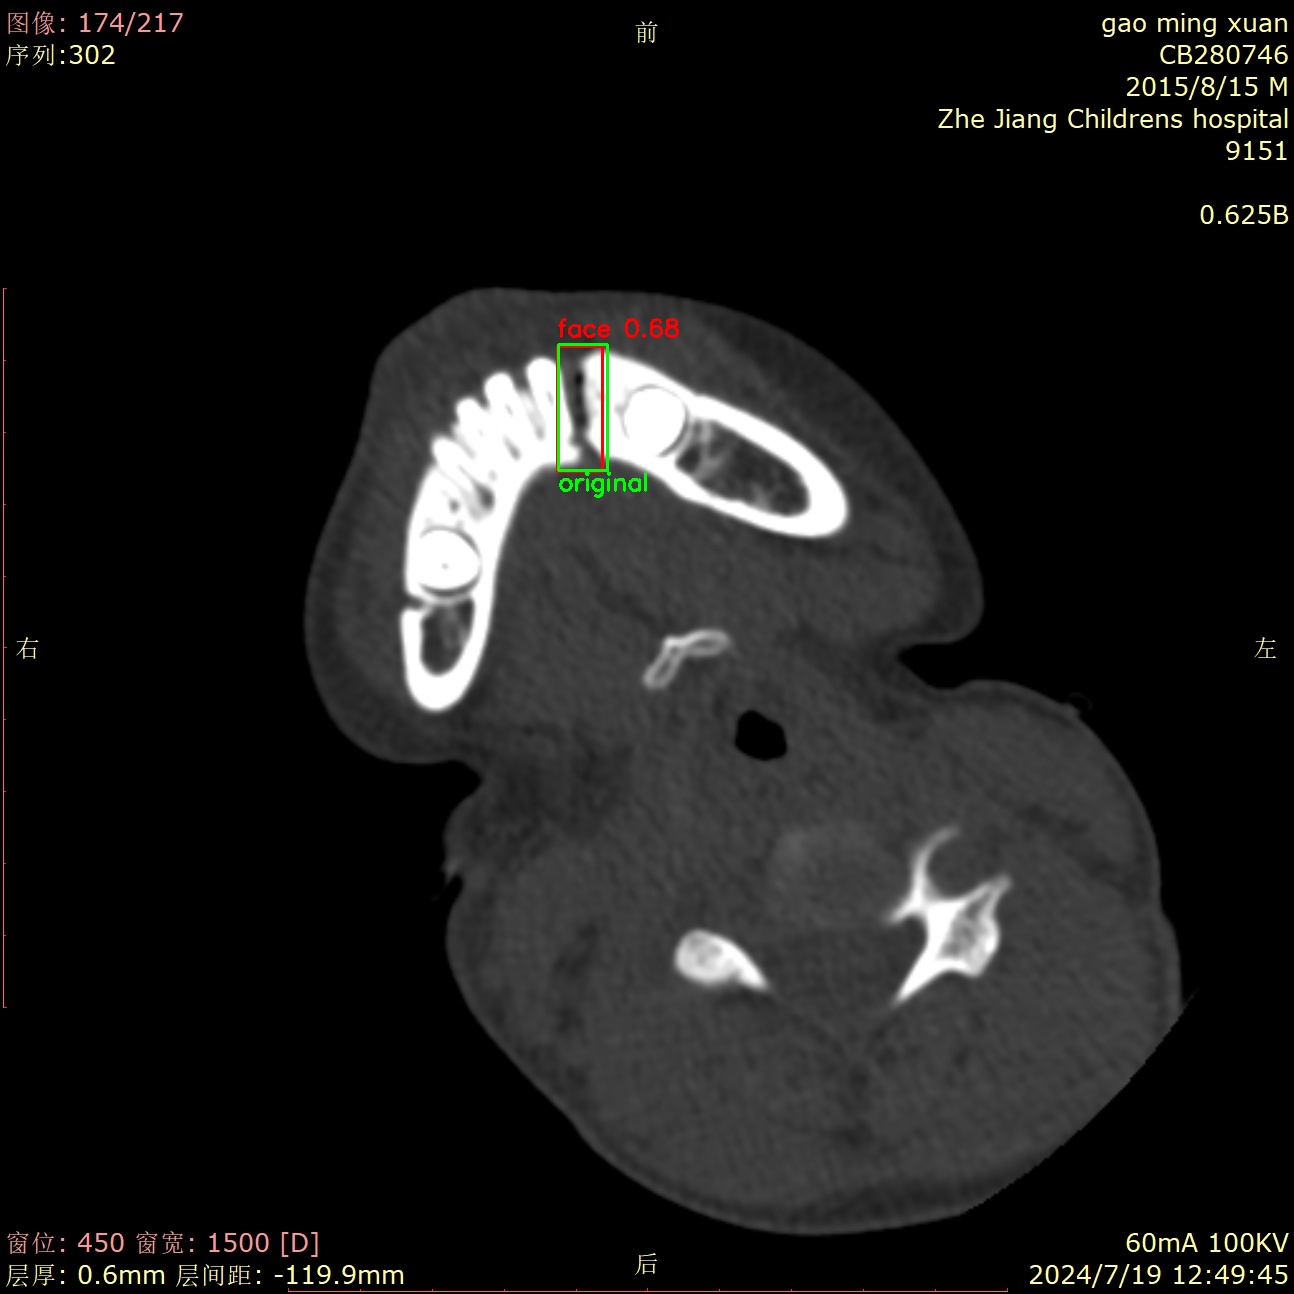 图像: 174/217
序列:302
前
gao ming xuan
CB280746
2015/8/15 M
Zhe Jiang Childrens hospital
9151
0.625B
face 0.68
original
右
左
窗位: 450 窗宽: 1500 [D]
层厚: 0.6mm 层间距: -119.9mm
后
60mA 100KV
2024/7/19 12:49:45